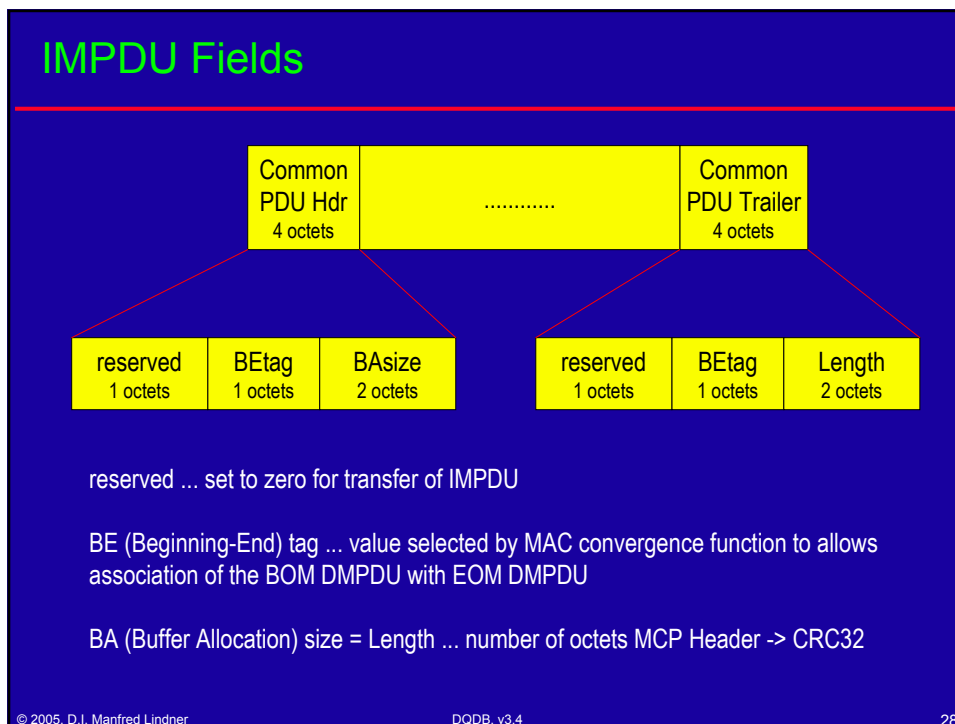 IMPDU Fields
Common
PDU Hdr
4 octets
............
Common
PDU Trailer
4 octets
reserved
1 octets
BEtag
1 octets
BAsize
2 octets
reserved
1 octets
BEtag
1 octets
Length
2 octets
reserved ... set to zero for transfer of IMPDU
BE (Beginning-End) tag ... value selected by MAC convergence function to allows
association of the BOM DMPDU with EOM DMPDU
BA (Buffer Allocation) size = Length ... number of octets MCP Header -> CRC32
© 2005, D.I. Manfred Lindner
DQDB, v3.4
28